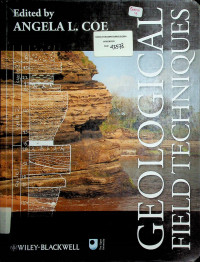 Edited by
ANGELA L. COE
GEOLOGICAL
FIELD TECHNIQUES
WILEY-BLACKWELL